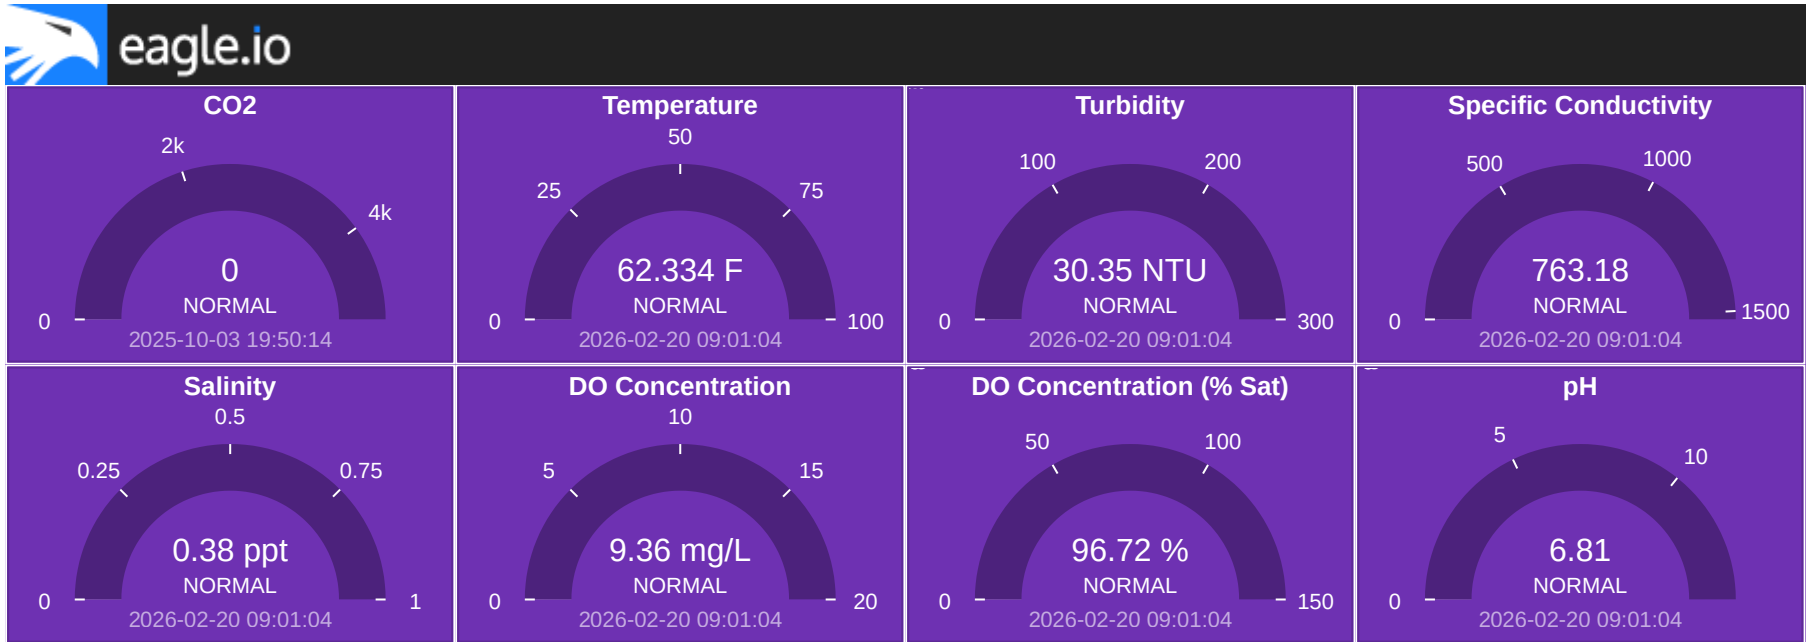 eagle.io
CO2
2k
4k
0
0
NORMAL
2025-10-03 19:50:14
Temperature
50
25
75
62.334 F
NORMAL
0
100
2026-02-20 09:01:04
Turbidity
100
200
30.35 NTU
NORMAL
0
300
2026-02-20 09:01:04
Specific Conductivity
500
1000
763.18
NORMAL
0
1500
2026-02-20 09:01:04
Salinity
0.5
0.25
0.75
0.38 ppt
NORMAL
0
1
2026-02-20 09:01:04
DO Concentration
10
5
15
9.36 mg/L
NORMAL
0
20
2026-02-20 09:01:04
DO Concentration (% Sat)
50
100
96.72 %
NORMAL
0
150
2026-02-20 09:01:04
pH
5
10
6.81
NORMAL
0
2026-02-20 09:01:04